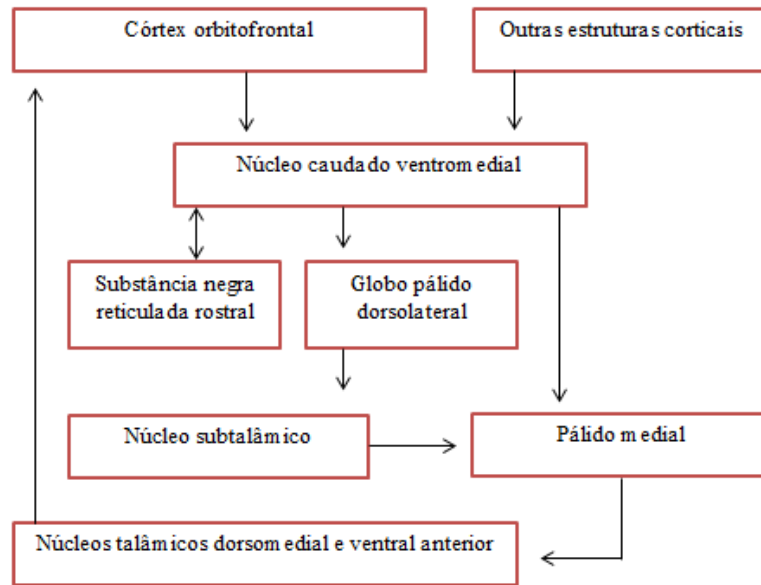 Córtex orbitofrontal
Outras estruturas corticais
Núcleo caudado ventromedial
Substância negra
reticulada rostral
Globo pálido
dorsolateral
Núcleo subtalâmico
Pálido medial
Núcleos talâmicos dorsomedial e ventral anterior